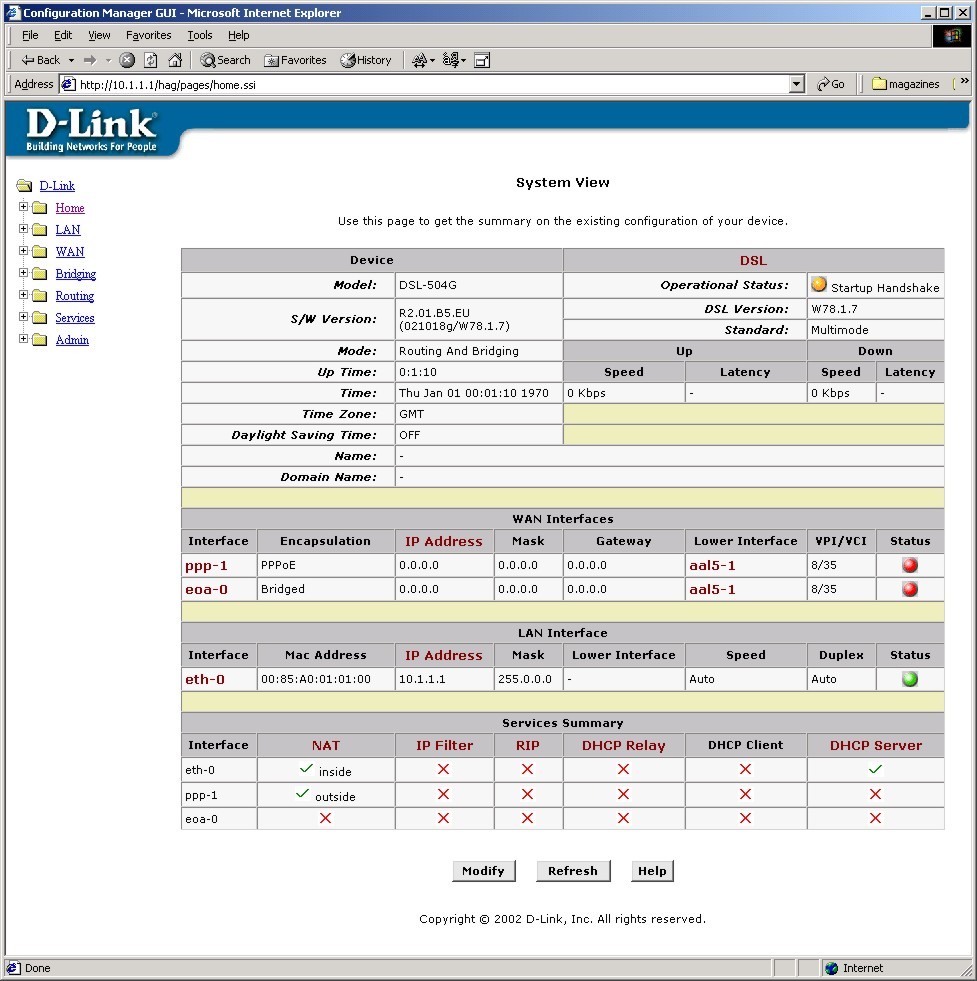 Configuration Manager GUI - Microsoft Internet Explorer
File Edit View Favorites Tools Help
Back Search Favorites History
Address http://10.1.1.1/hag/pages/home.ssi Go magazines
D-Link
Building Networks For People
D-Link
Home
LAN
WAN
Bridging
Routing
Services
Admin
System View
Use this page to get the summary on the existing configuration of your device.
Device DSL
Model: DSL-504G Operational Status: Startup Handshake
S/W Version: R2.01.B5.EU
(021018g/W78.1.7)
DSL Version: W78.1.7
Standard: Multimode
Mode: Routing And Bridging Up Down
Up Time: 0:1:10 Speed Latency Speed Latency
Time: Thu Jan 01 00:01:10 1970 0 Kbps - 0 Kbps -
Time Zone: GMT
Daylight Saving Time: OFF
Name: -
Domain Name: -
WAN Interfaces
Interface Encapsulation IP Address Mask Gateway Lower Interface VPI/VCI Status
ppp-1 PPPoE 0.0.0.0 0.0.0.0 0.0.0.0 aal5-1 8/35
eoa-0 Bridged 0.0.0.0 0.0.0.0 0.0.0.0 aal5-1 8/35
LAN Interface
Interface Mac Address IP Address Mask Lower Interface Speed Duplex Status
eth-0 00:85:A0:01:01:00 10.1.1.1 255.0.0.0 - Auto Auto
Services Summary
Interface NAT IP Filter RIP DHCP Relay DHCP Client DHCP Server
eth-0 inside
ppp-1 outside
eoa-0
Modify Refresh Help
Copyright © 2002 D-Link, Inc. All rights reserved.
Done Internet